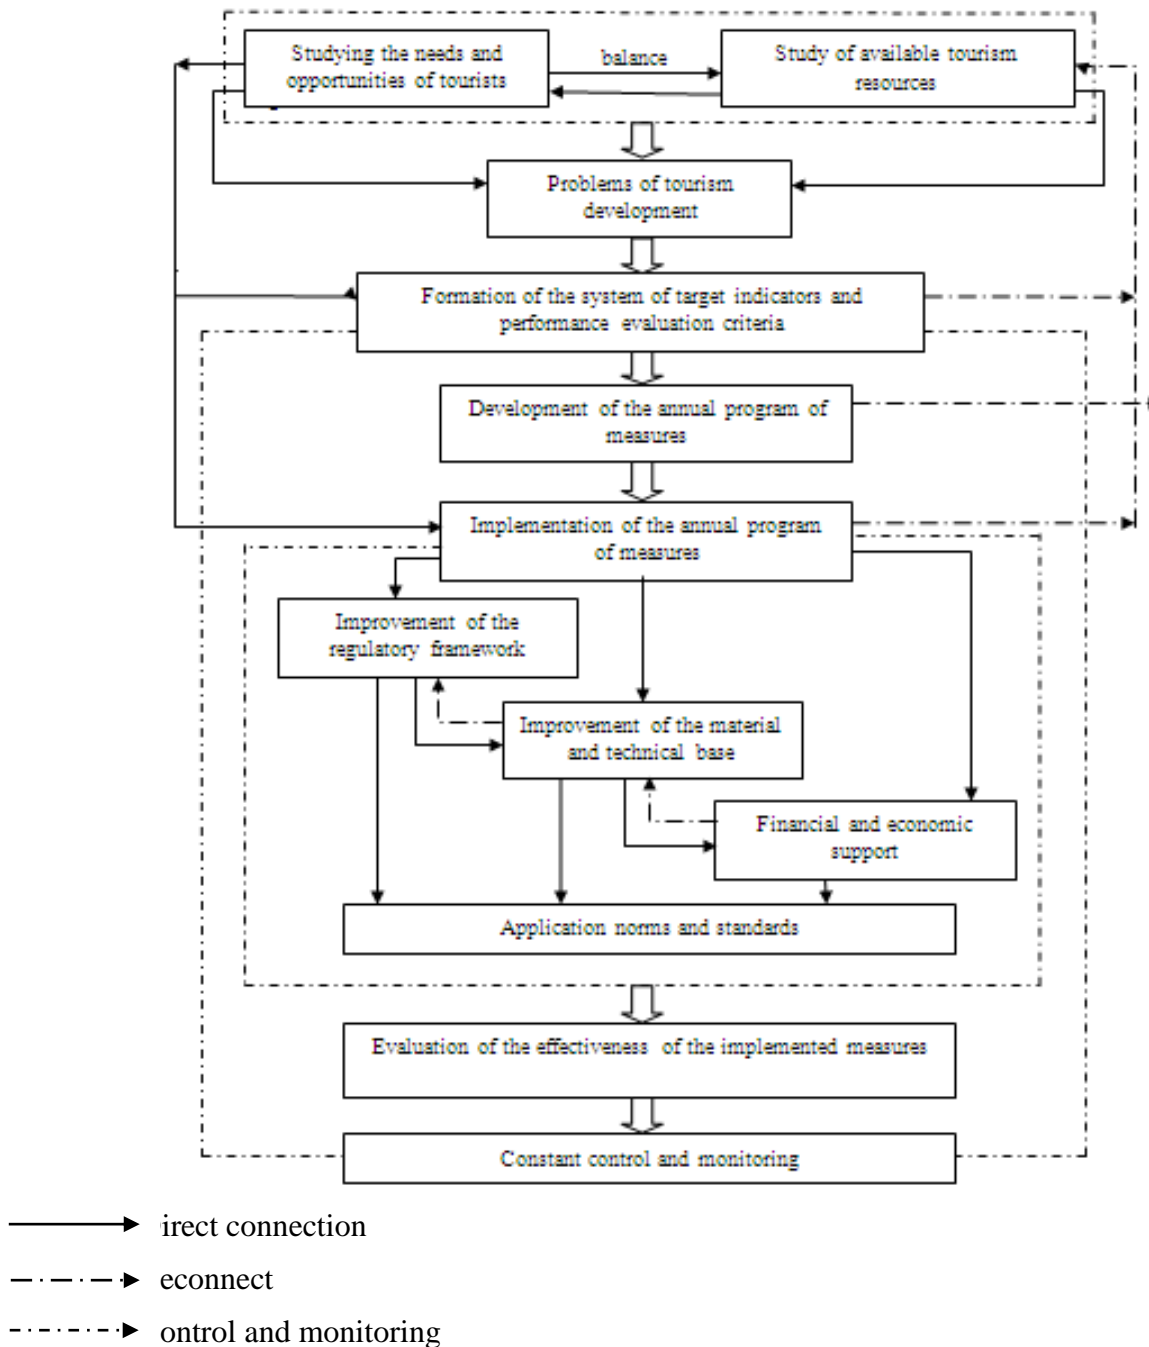 Studying the needs and
opportunities of tourists
balance
Study of available tourism
resources
Problems of tourism
development
Formation of the system of target indicators and
performance evaluation criteria
Development of the annual program of
measures
Implementation of the annual program
of measures
Improvement of the
regulatory framework
Improvement of the material
and technical base
Financial and economic
support
Application norms and standards
Evaluation of the effectiveness of the implemented measures
Constant control and monitoring
irect connection
econnect
ontrol and monitoring